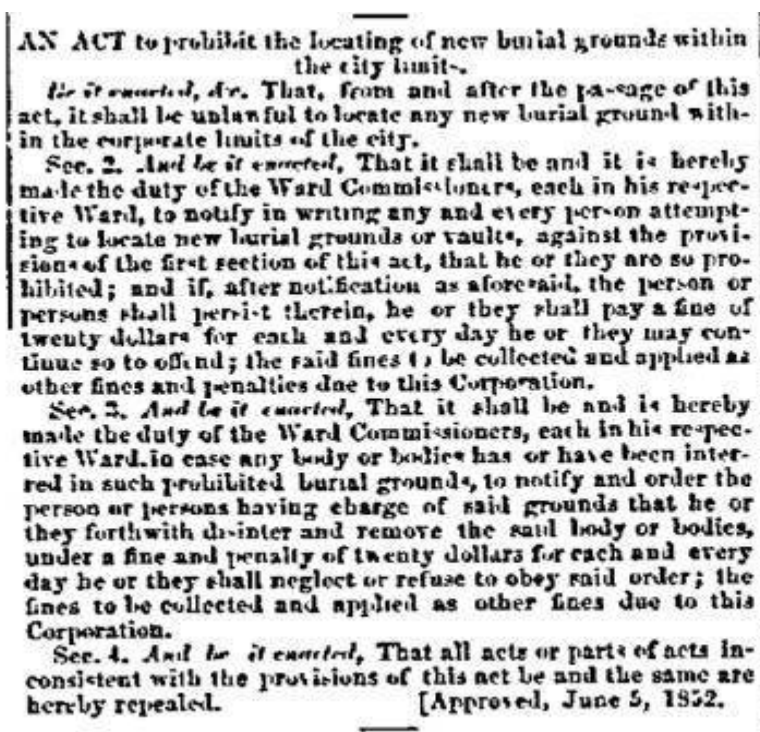 AN ACT to prohibit the locating of new burial grounds within
the city limits.
Be it enacted, &c. That, from and after the passage of this
act, it shall be unlawful to locate any new burial ground with-
in the corporate limits of the city.
Sec. 2. And be it enacted, That it shall be and it is hereby
made the duty of the Ward Commissioners, each in his respec-
tive Ward, to notify in writing any and every person attempt-
ing to locate new burial grounds or vaults, against the provi-
sions of the first section of this act, that he or they are so pro-
hibited; and if, after notification as aforesaid, the person or
persons shall persist therein, he or they shall pay a fine of
twenty dollars for each and every day he or they may con-
tinue so to offend; the said fines to be collected and applied as
other fines and penalties due to this Corporation.
Sec. 3. And be it enacted, That it shall be and is hereby
made the duty of the Ward Commissioners, each in his respec-
tive Ward, in case any body or bodies has or have been inter-
red in such prohibited burial grounds, to notify and order the
person or persons having charge of said grounds that he or
they forthwith disinter and remove the said body or bodies,
under a fine and penalty of twenty dollars for each and every
day he or they shall neglect or refuse to obey said order; the
fines to be collected and applied as other fines due to this
Corporation.
Sec. 4. And be it enacted, That all acts or parts of acts in-
consistent with the provisions of this act be and the same are
hereby repealed. [Approved, June 5, 1852.